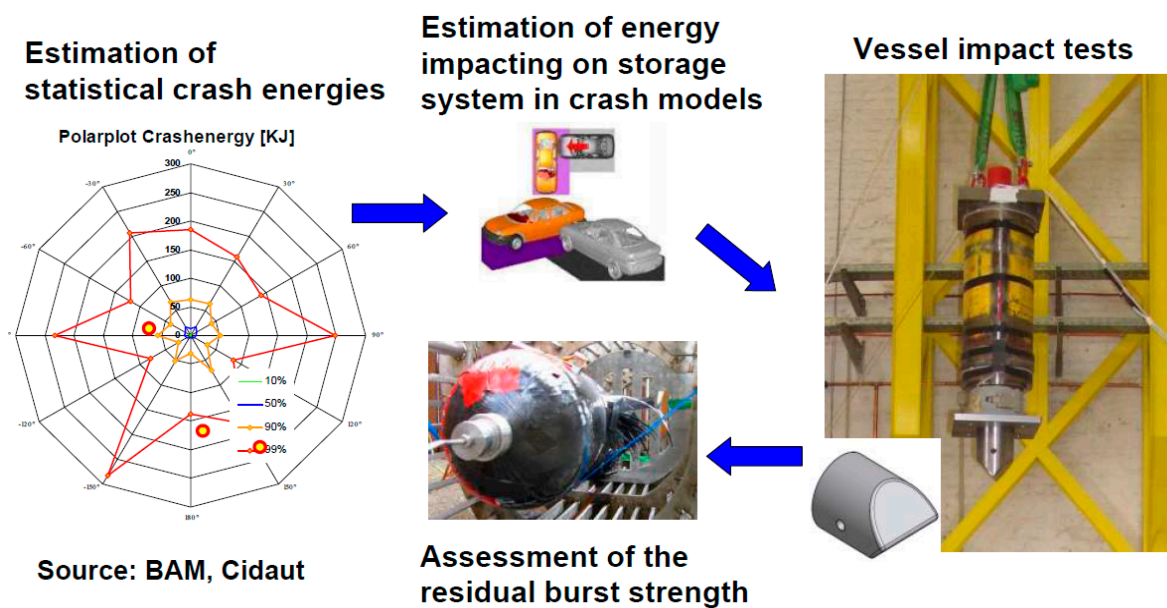 Estimation of
statistical crash energies
Estimation of energy
impacting on storage
system in crash models
Vessel impact tests
Polarplot Crashenergy [KJ]
0°
300
-30°
30°
250
200
-60°
60°
150
100
50
0
°
90°
10%
50%
90%
99%
-120°
120°
-150°
150°
180°
Source: BAM, Cidaut
Assessment of the
residual burst strength